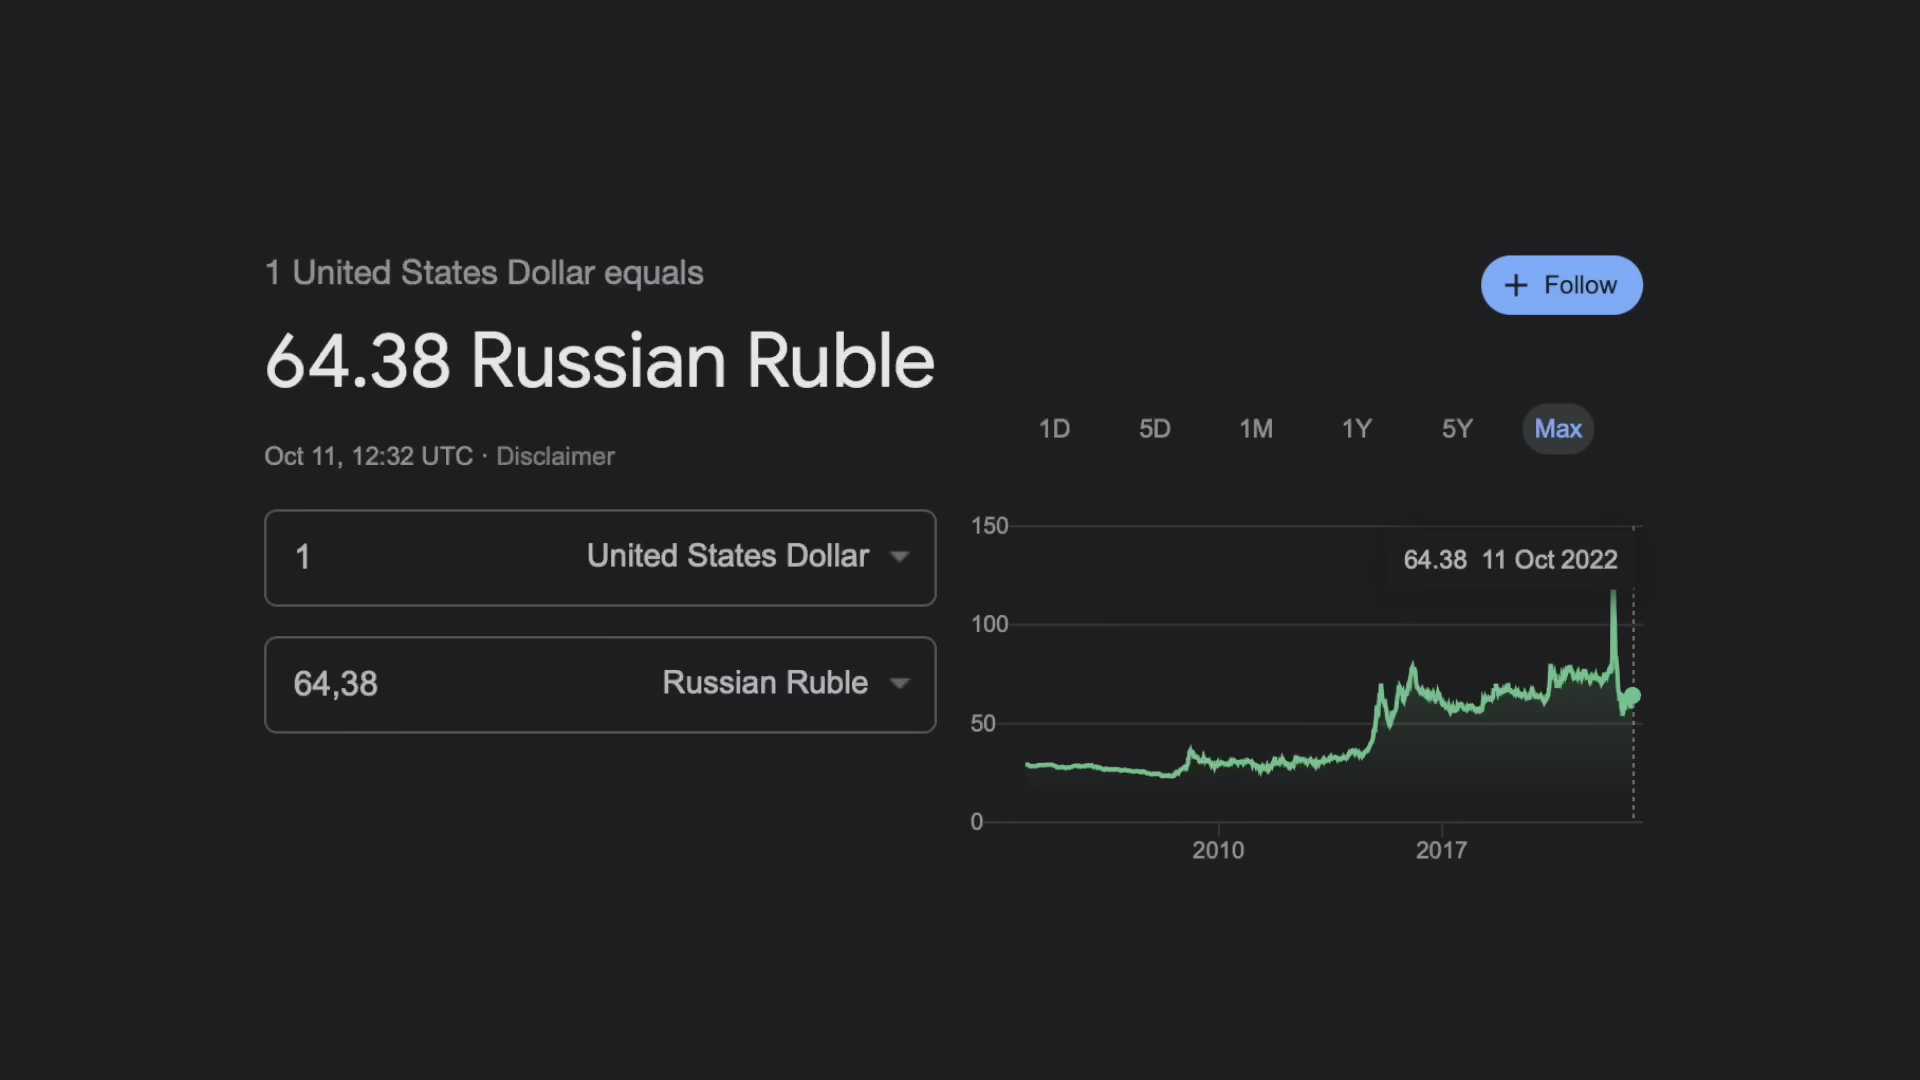 1 United States Dollar equals
64.38 Russian Ruble
Oct 11, 12:32 UTC · Disclaimer
1 United States Dollar
64,38 Russian Ruble
+ Follow
1D 5D 1M 1Y 5Y Max
150
64.38 11 Oct 2022
100
50
0
2010 2017